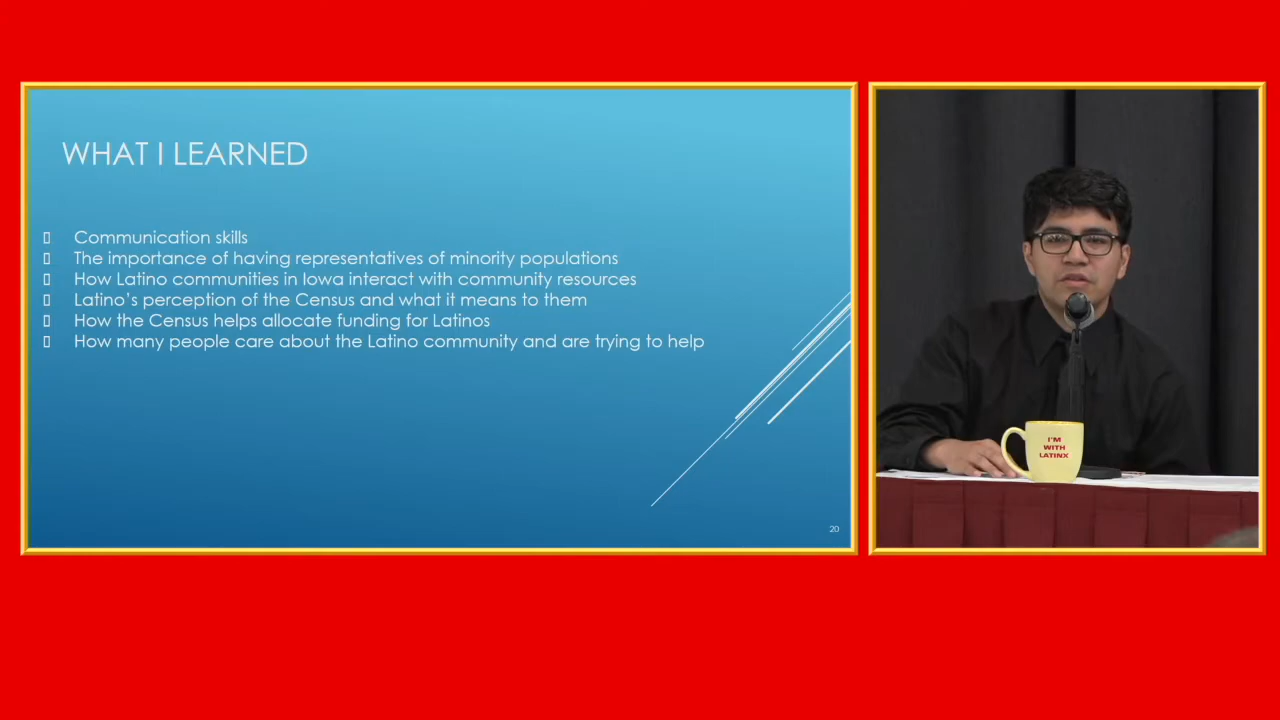 WHAT I LEARNED
Communication skills
The importance of having representatives of minority populations
How Latino communities in Iowa interact with community resources
Latino's perception of the Census and what it means to them
How the Census helps allocate funding for Latinos
How many people care about the Latino community and are trying to help
20
I'M
WITH
LATINX